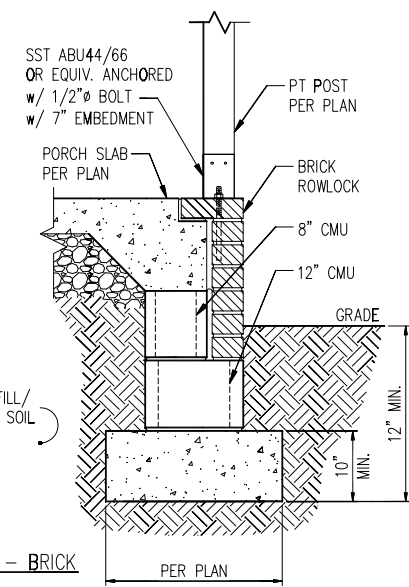 SST ABU44/66
OR EQUIV. ANCHORED
w/ 1/2"ø BOLT
w/ 7" EMBEDMENT
PT POST
PER PLAN
PORCH SLAB
PER PLAN
BRICK
ROWLOCK
8" CMU
12" CMU
GRADE
FILL/
SOIL
12" MIN.
10"
MIN.
PER PLAN
- BRICK